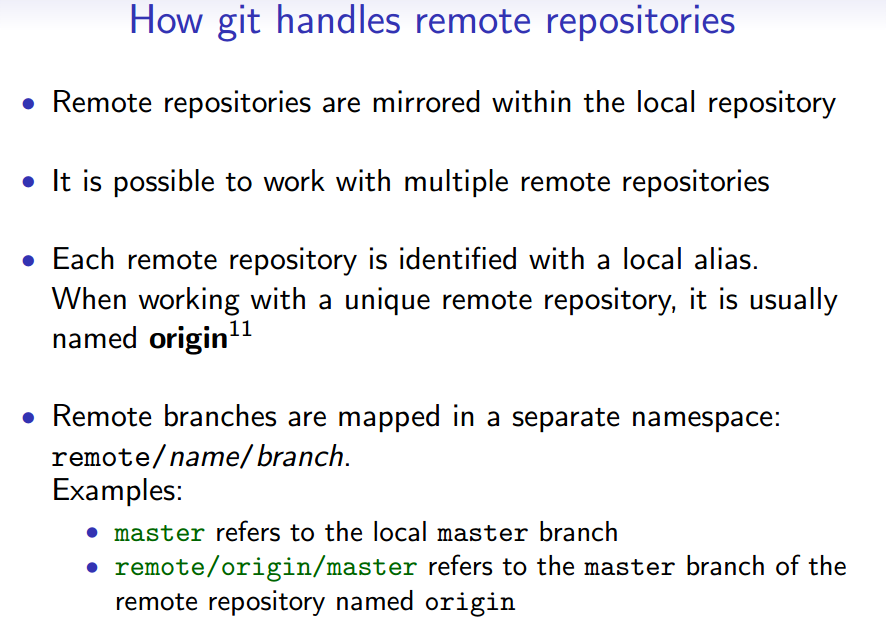 How git handles remote repositories
• Remote repositories are mirrored within the local repository
• It is possible to work with multiple remote repositories
• Each remote repository is identified with a local alias.
When working with a unique remote repository, it is usually
named origin¹¹
• Remote branches are mapped in a separate namespace:
remote/name/branch.
Examples:
• master refers to the local master branch
• remote/origin/master refers to the master branch of the
remote repository named origin